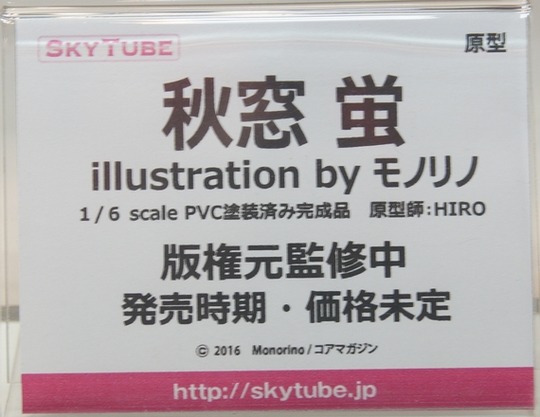 SKYTUBE
原型
秋窓 蛍
illustration by モノリノ
1/6 scale PVC塗装済み完成品 原型師:HIRO
版権元監修中
発売時期・価格未定
© 2016 Monorino/コアマガジン
http://skytube.jp